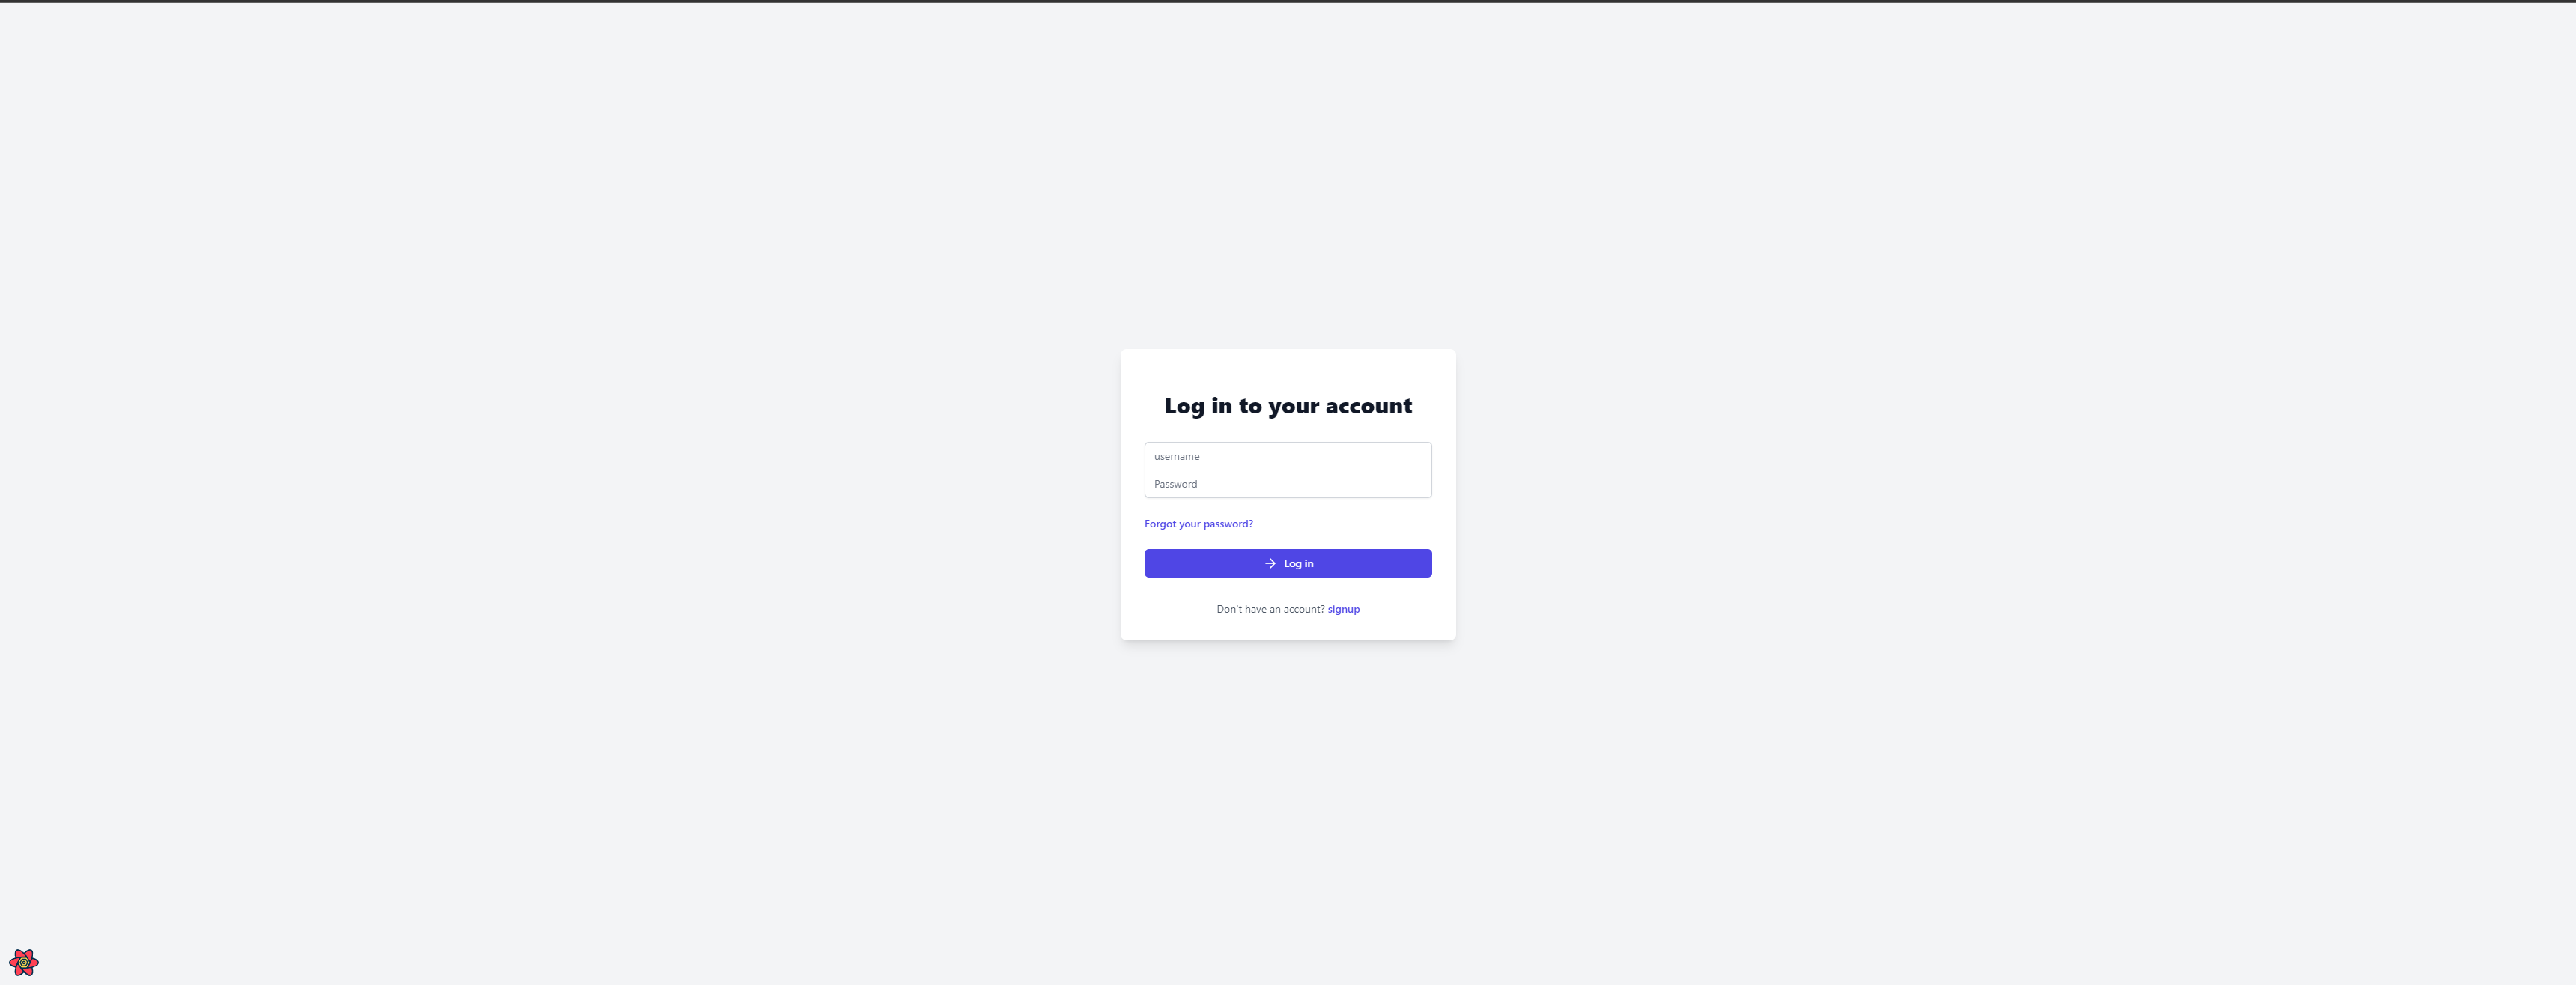 Log in to your account
username
Password
Forgot your password?
Log in
Don't have an account? signup